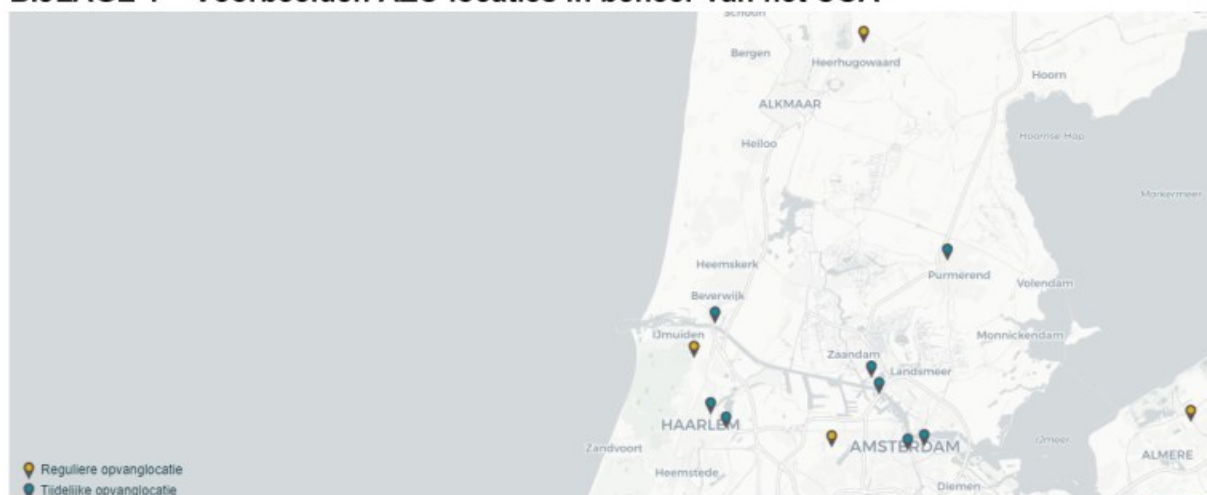 Schoorl
Bergen
Heerhugowaard
Hoorn
ALKMAAR
Hoornse Hop
Heiloo
Markermeer
Heemskerk
Purmerend
Volendam
Beverwijk
IJmuiden
Monnickendam
Zaandam
Landsmeer
HAARLEM
AMSTERDAM
IJmeer
Zandvoort
ALMERE
Reguliere opvanglocatie
Heemstede
Tijdelijke opvanglocatie
Diemen